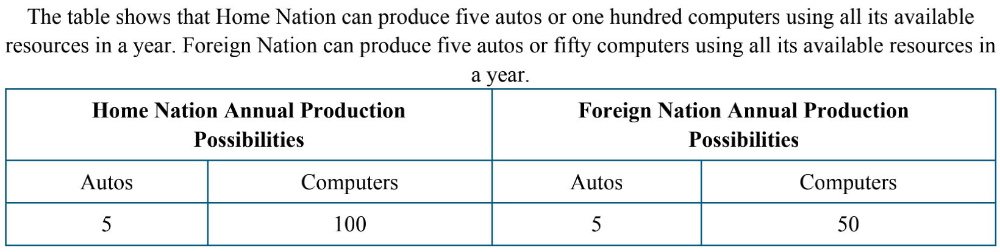 The table shows that Home Nation can produce five autos or one hundred computers using all its available
resources in a year. Foreign Nation can produce five autos or fifty computers using all its available resources in
a year.
Home Nation Annual Production
Possibilities
Foreign Nation Annual Production
Possibilities
Autos
Computers
Autos
Computers
5
100
5
50